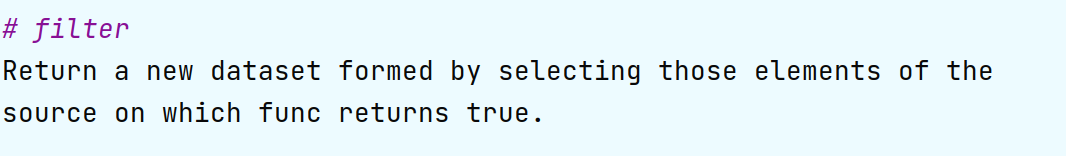 # filter
Return a new dataset formed by selecting those elements of the
source on which func returns true.